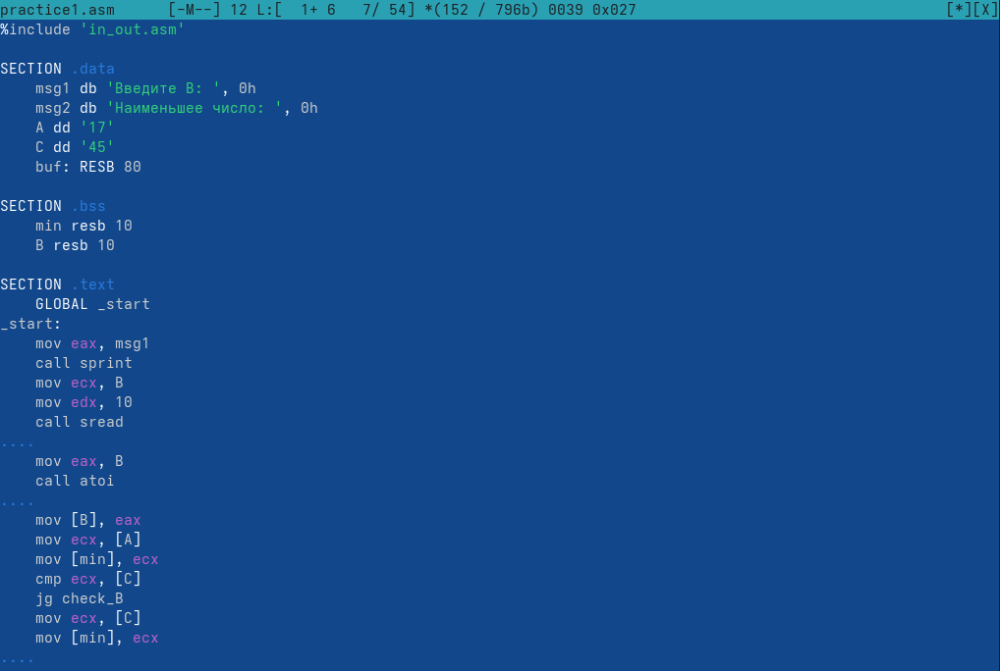 practice1.asm      [-M--] 12 L:[  1+ 6   7/ 54] *(152 / 796b) 0039 0x027                                   [*][X]
%include 'in_out.asm'

SECTION .data
    msg1 db 'Введите B: ', 0h
    msg2 db 'Наименьшее число: ', 0h
    A dd '17'
    C dd '45'
    buf: RESB 80

SECTION .bss
    min resb 10
    B resb 10

SECTION .text
    GLOBAL _start
_start:
    mov eax, msg1
    call sprint
    mov ecx, B
    mov edx, 10
    call sread
....
    mov eax, B
    call atoi
....
    mov [B], eax
    mov ecx, [A]
    mov [min], ecx
    cmp ecx, [C]
    jg check_B
    mov ecx, [C]
    mov [min], ecx
....